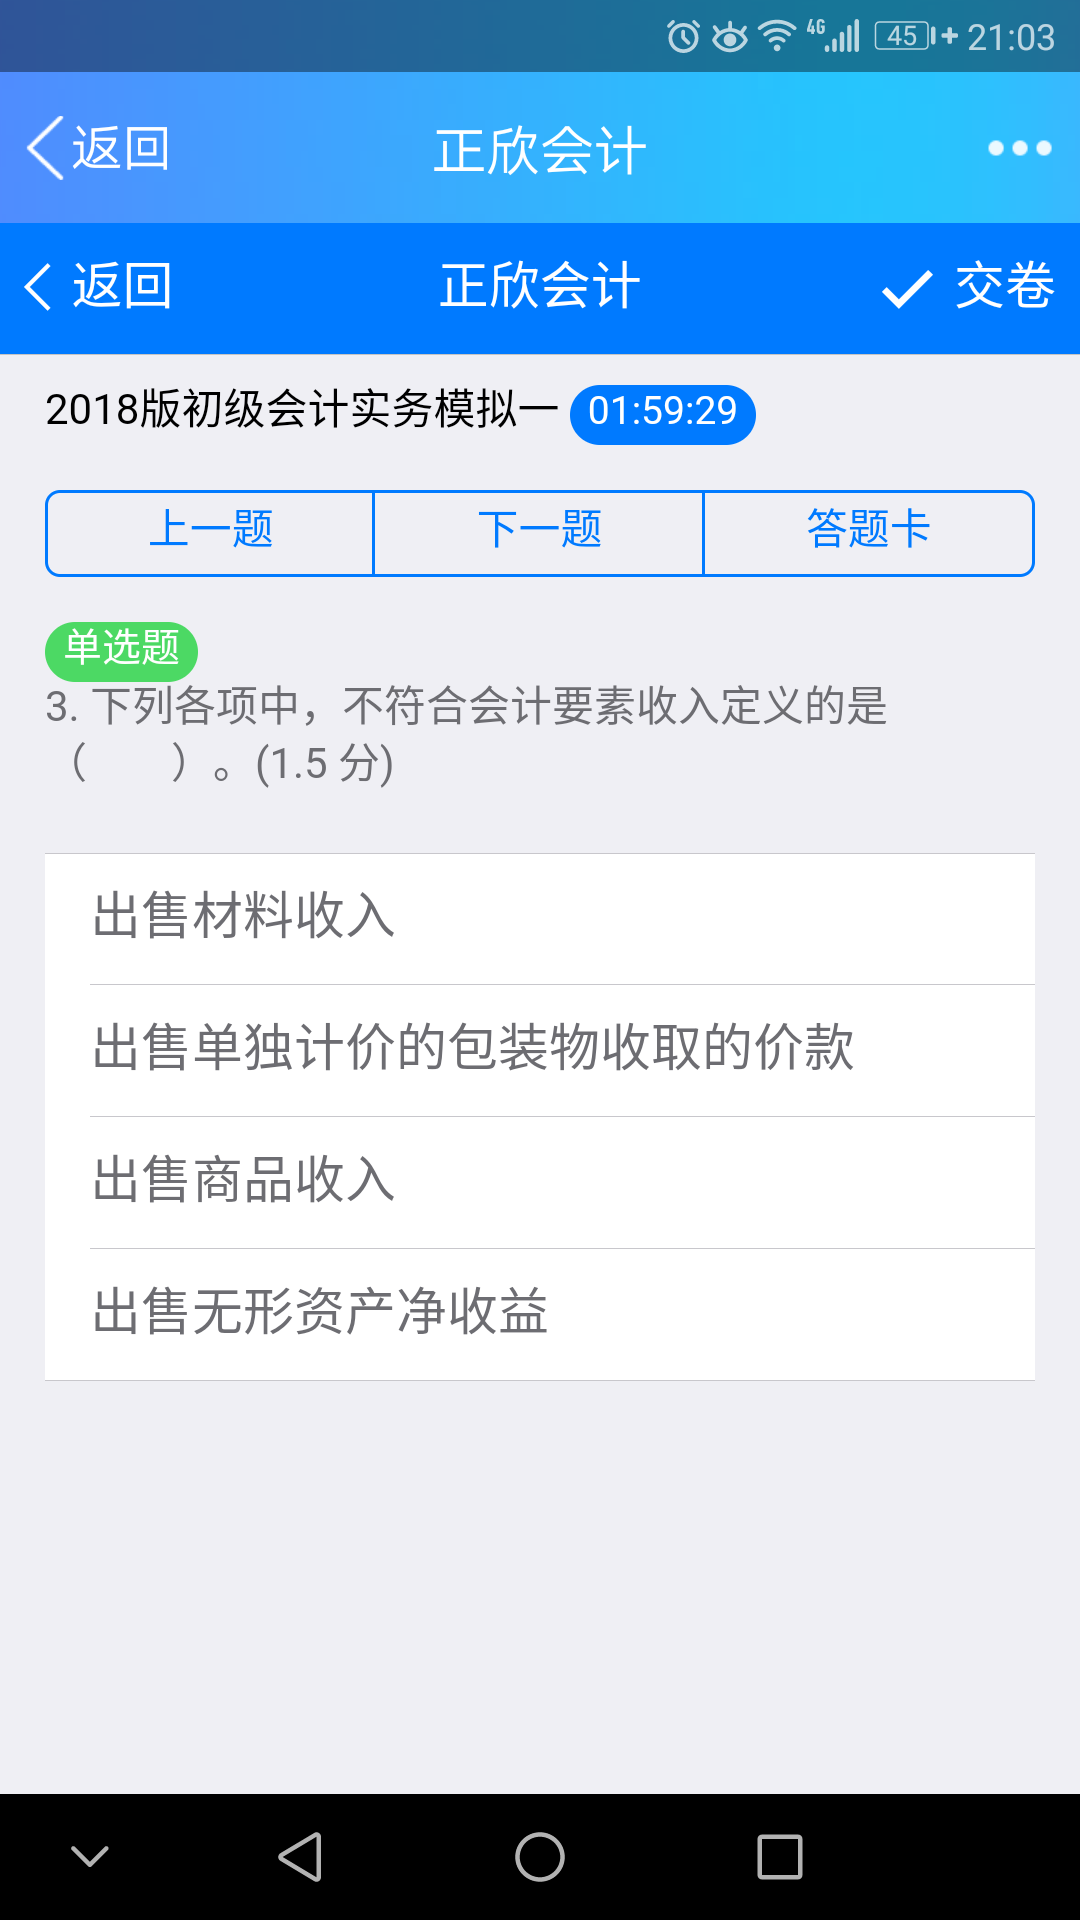 4G 45 21:03
返回 正欣会计
返回 正欣会计 交卷
2018版初级会计实务模拟一 01:59:29
上一题 下一题 答题卡
单选题
3. 下列各项中，不符合会计要素收入定义的是
（　　）。(1.5 分)
出售材料收入
出售单独计价的包装物收取的价款
出售商品收入
出售无形资产净收益